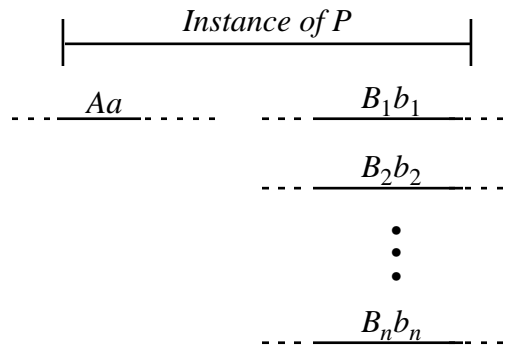 Instance of P
Aa B₁b₁
B₂b₂
Bₙbₙ